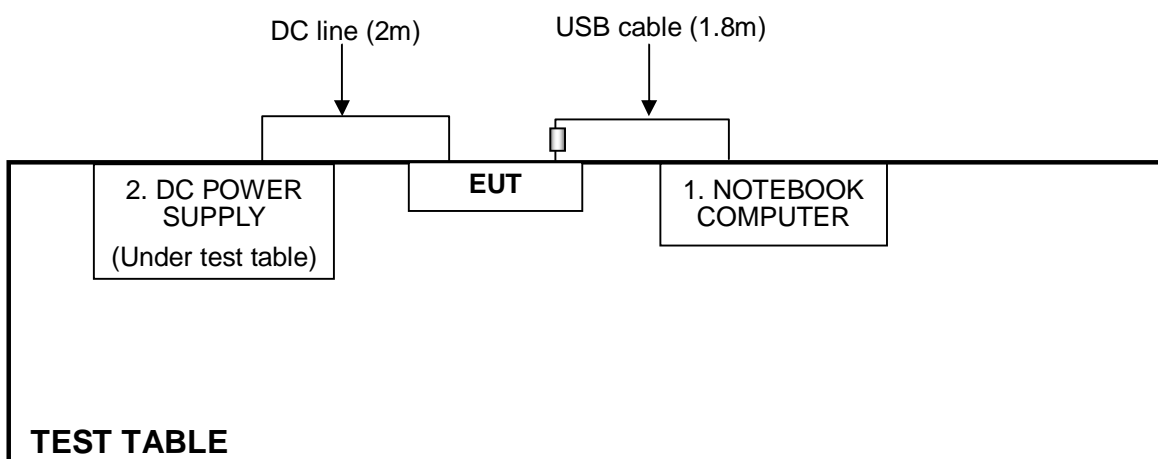 DC line (2m)
USB cable (1.8m)
2. DC POWER
SUPPLY
(Under test table)
EUT
1. NOTEBOOK
COMPUTER
TEST TABLE